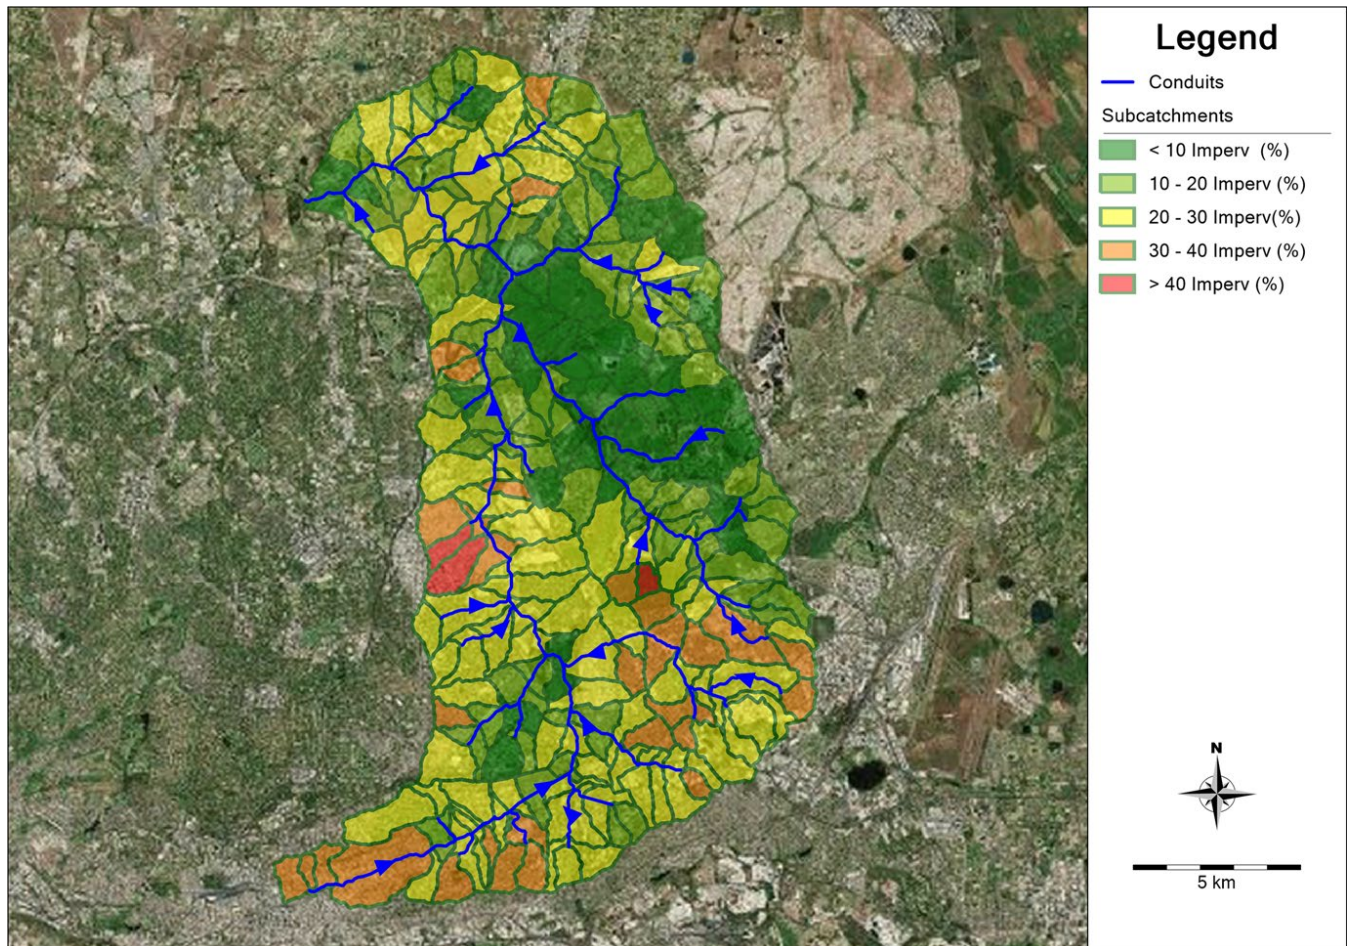 Legend
Conduits
Subcatchments
< 10 Imperv (%)
10 - 20 Imperv (%)
20 - 30 Imperv(%)
30 - 40 Imperv (%)
> 40 Imperv (%)
N
5 km